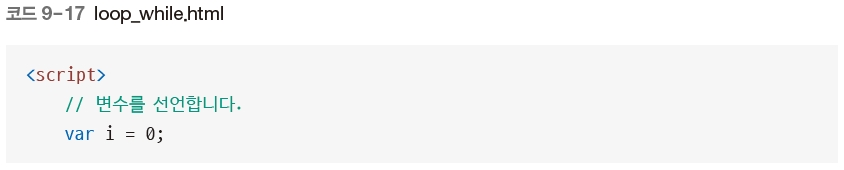 코드 9-17 loop_while.html
<script>
// 변수를 선언합니다.
var i = 0;